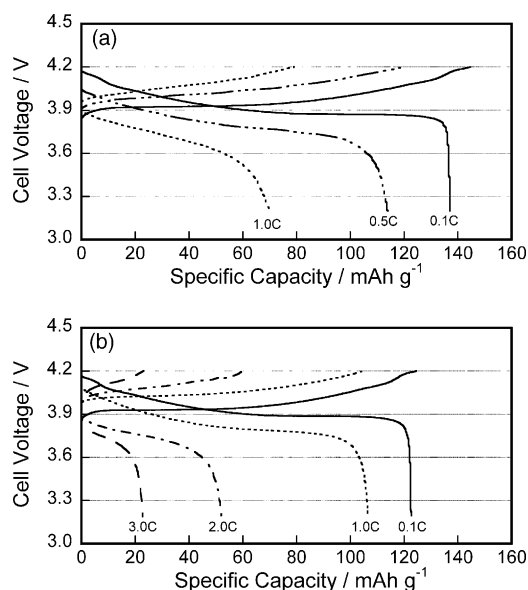 (a)
4.5
4.2
3.9
3.6
3.3
3.0
Cell Voltage / V
1.0C
0.5C
0.1C
0 20 40 60 80 100 120 140 160
Specific Capacity / mAh g⁻¹
(b)
4.5
4.2
3.9
3.6
3.3
3.0
Cell Voltage / V
3.0C
2.0C
1.0C
0.1C
0 20 40 60 80 100 120 140 160
Specific Capacity / mAh g⁻¹